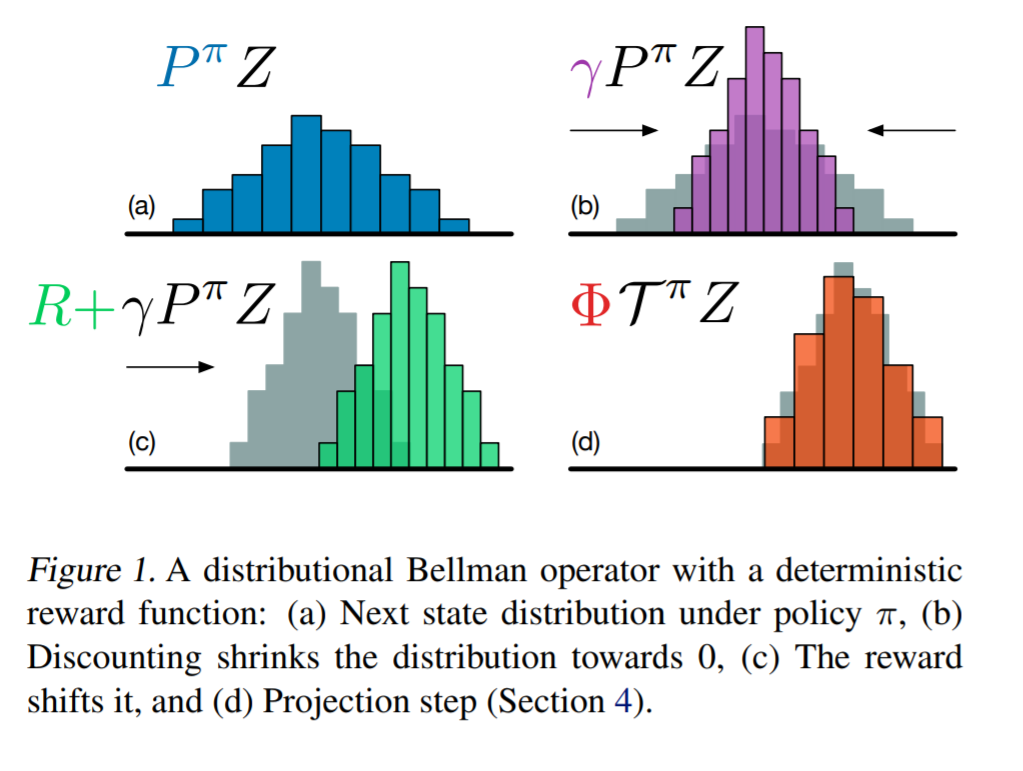 P^π Z
(a)
γP^π Z
(b)
R+γP^π Z
(c)
Φ𝒯^π Z
(d)
Figure 1. A distributional Bellman operator with a deterministic
reward function: (a) Next state distribution under policy π, (b)
Discounting shrinks the distribution towards 0, (c) The reward
shifts it, and (d) Projection step (Section 4).